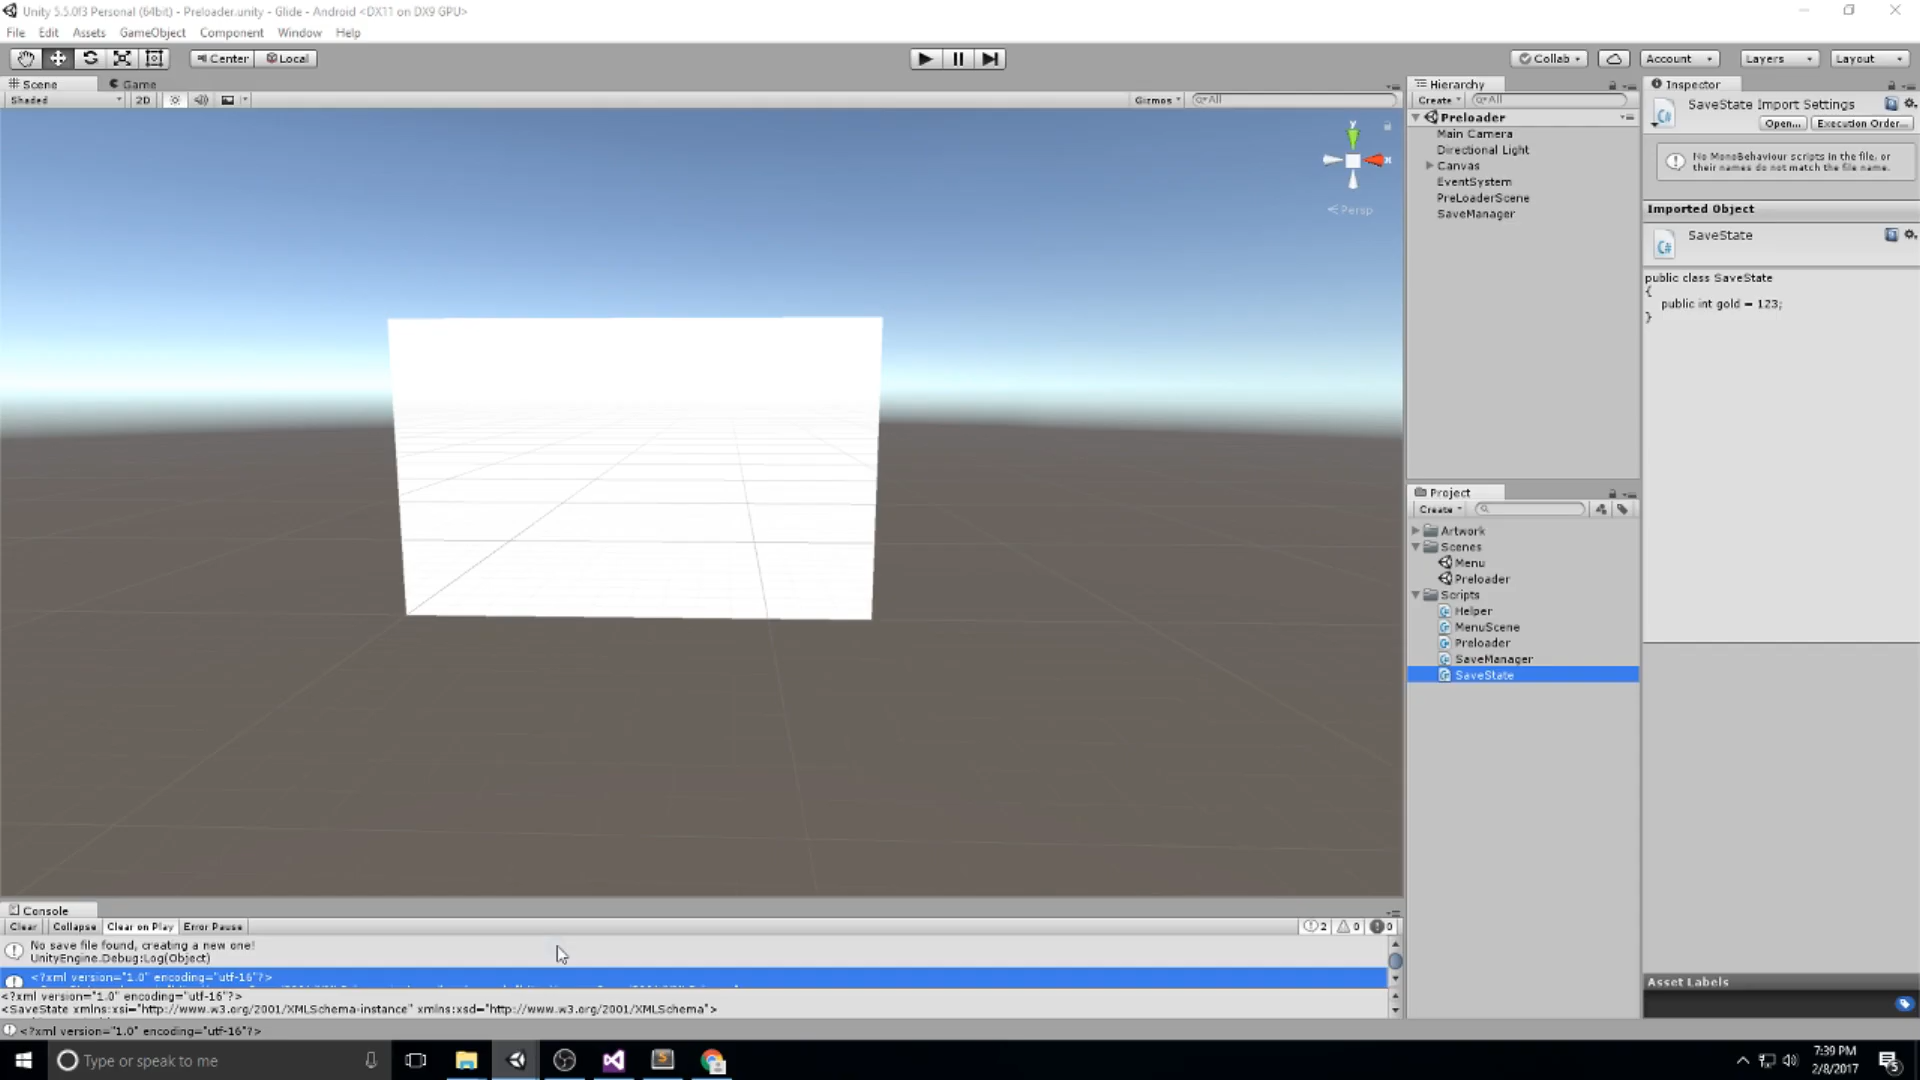 Unity 5.5.0f3 Personal (64bit) - Preloader.unity - Glide - Android <DX11 on DX9 GPU>
File Edit Assets GameObject Component Window Help
Center Local
Collab Account Layers Layout
Scene Game
Shaded 2D
Gizmos All
y
x
Persp
Hierarchy
Create All
Preloader
Main Camera
Directional Light
Canvas
EventSystem
PreLoaderScene
SaveManager
Project
Create
Artwork
Scenes
Menu
Preloader
Scripts
Helper
MenuScene
Preloader
SaveManager
SaveState
Inspector
SaveState Import Settings
Open... Execution Order...
No MonoBehaviour scripts in the file, or
their names do not match the file name.
Imported Object
SaveState
public class SaveState
{
public int gold = 123;
}
Asset Labels
Console
Clear Collapse Clear on Play Error Pause
2 0 0
No save file found, creating a new one!
UnityEngine.Debug:Log(Object)
<?xml version="1.0" encoding="utf-16"?>
<?xml version="1.0" encoding="utf-16"?>
<SaveState xmlns:xsi="http://www.w3.org/2001/XMLSchema-instance" xmlns:xsd="http://www.w3.org/2001/XMLSchema">
<?xml version="1.0" encoding="utf-16"?>
Type or speak to me
7:39 PM
2/8/2017
5